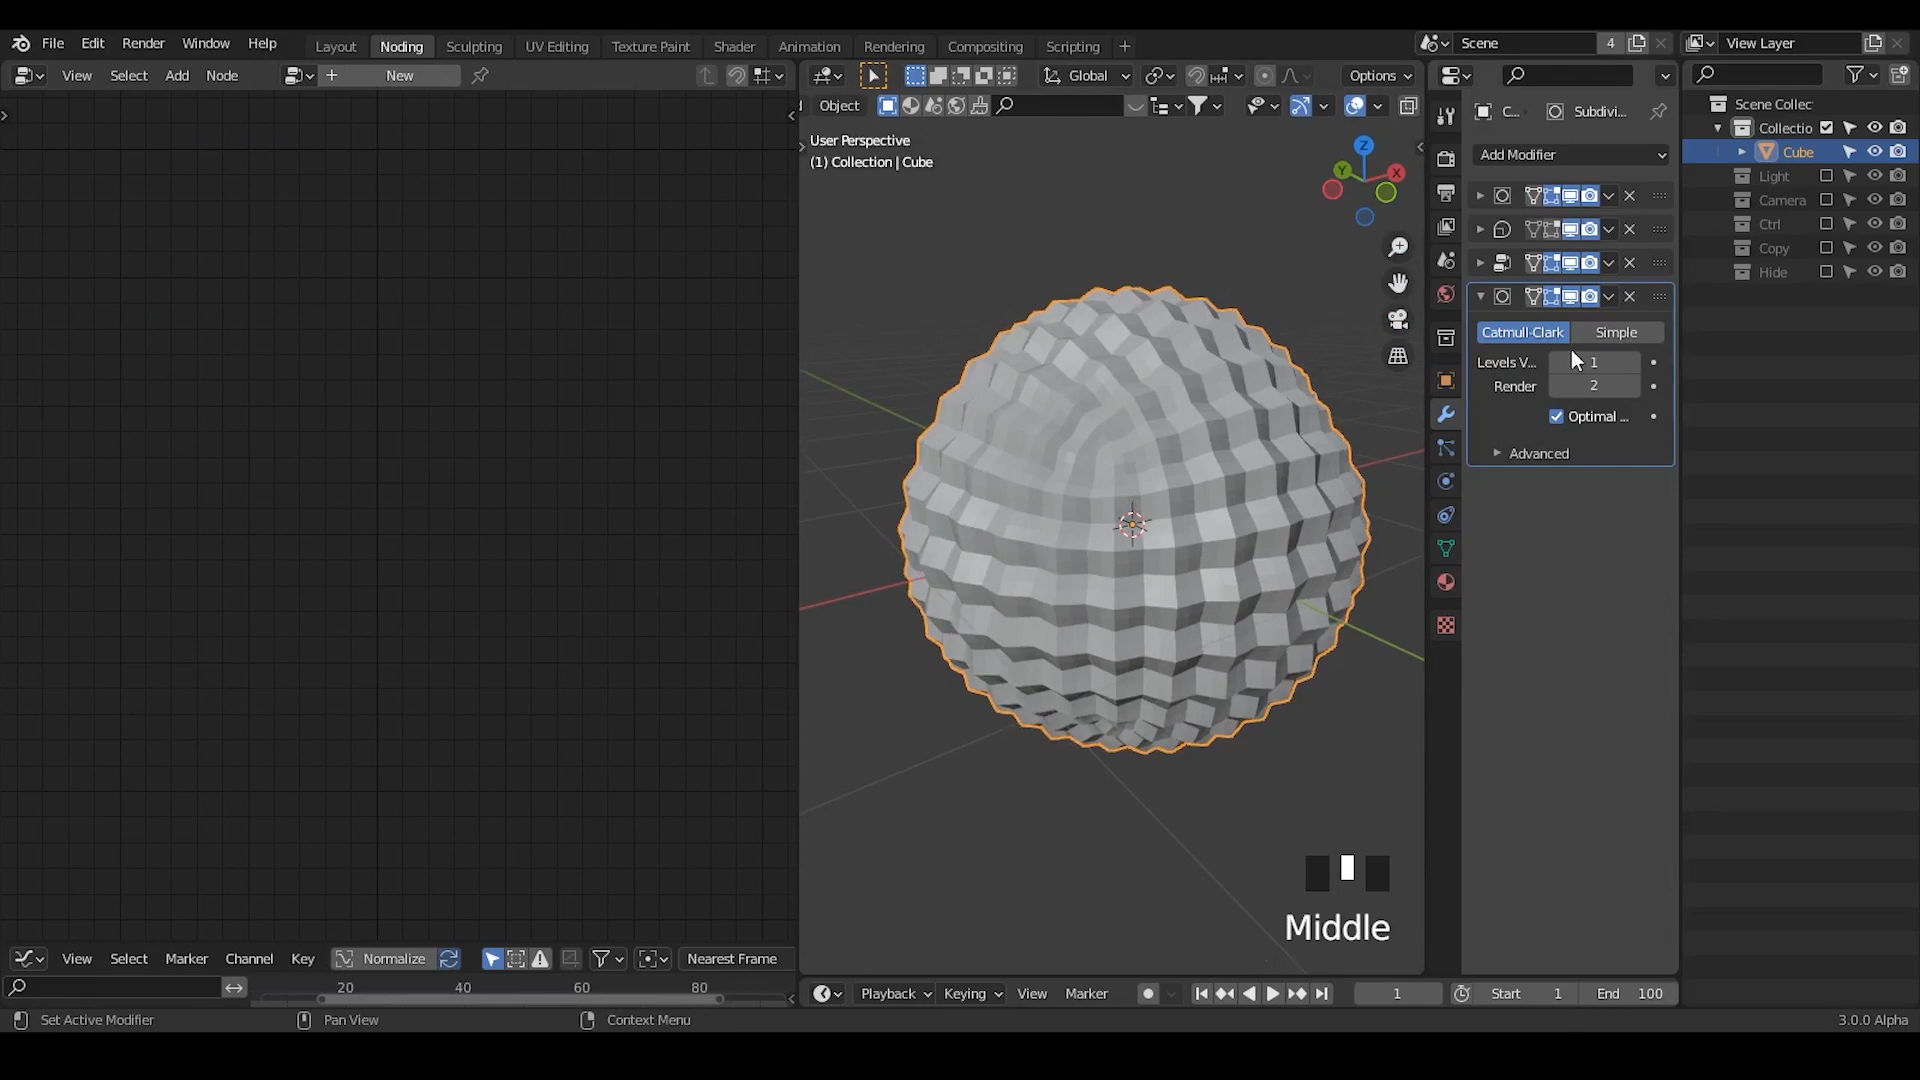 File Edit Render Window Help Layout Noding Sculpting UV Editing Texture Paint Shader Animation Rendering Compositing Scripting + Scene 4 View Layer
View Select Add Node + New Global Options
Object
User Perspective
(1) Collection | Cube
Z
Y
X
C... Subdivi...
Add Modifier
Catmull-Clark Simple
Levels V... 1
Render 2
Optimal ...
Advanced
Scene Collec
Collectio
Cube
Light
Camera
Ctrl
Copy
Hide
Middle
View Select Marker Channel Key Normalize Nearest Frame
20 40 60 80
Playback Keying View Marker 1 Start 1 End 100
Set Active Modifier Pan View Context Menu 3.0.0 Alpha